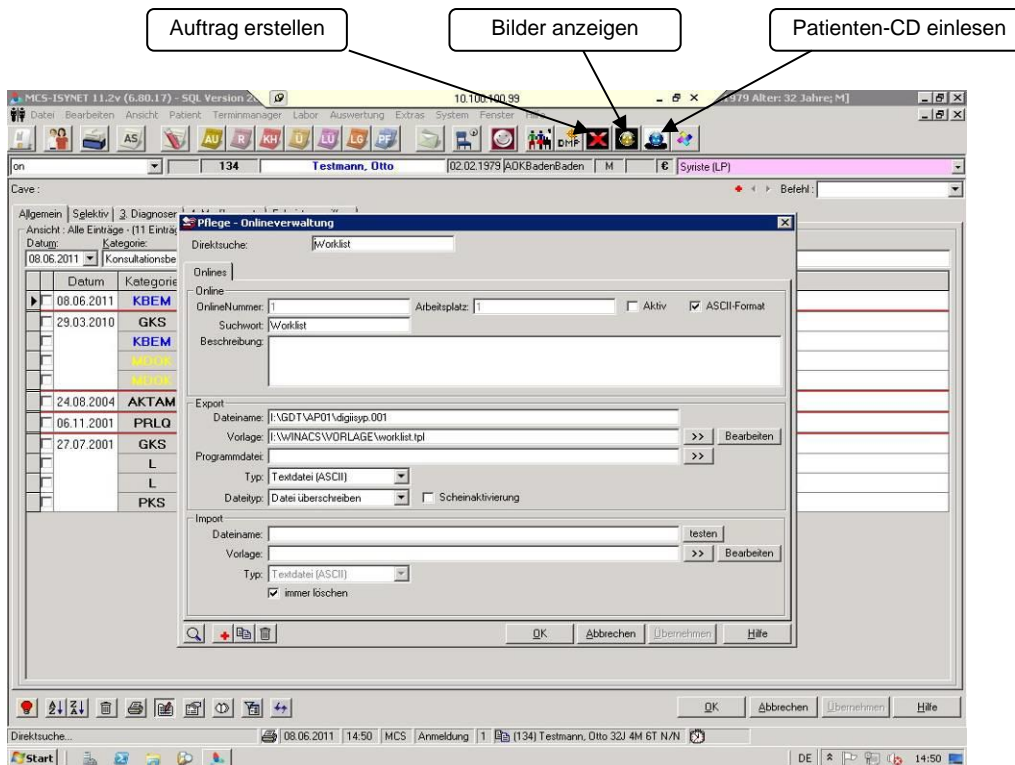 Auftrag erstellen
Bilder anzeigen
Patienten-CD einlesen
MCS-ISYNET 11.2v (6.80.17) - SQL Version 2
10.100.100.99
1979 Alter: 32 Jahre; M]
Datei Bearbeiten Ansicht Patient Terminmanager Labor Auswertung Extras System Fenster Hilfe
AS AU R KH Ü LÜ LG PF DMP
on 134 Testmann, Otto 02.02.1979 AOKBadenBaden M € Syriste (LP)
Cave : Befehl:
Allgemein Selektiv 3. Diagnosen
Ansicht : Alle Einträge - (11 Einträg
Datum: Kategorie:
08.06.2011 Konsultationsbe
Datum Kategorie
08.06.2011 KBEM
29.03.2010 GKS
KBEM
MDOK
MDOK
24.08.2004 AKTAM
06.11.2001 PRLQ
27.07.2001 GKS
L
L
PKS
Pflege - Onlineverwaltung
Direktsuche: Worklist
Onlines
Online
OnlineNummer: 1 Arbeitsplatz: 1 Aktiv ASCII-Format
Suchwort: Worklist
Beschreibung:
Export
Dateiname: I:\GDT\AP01\digiisyp.001
Vorlage: I:\WINACS\VORLAGE\worklist.tpl >> Bearbeiten
Programmdatei: >>
Typ: Textdatei (ASCII)
Dateityp: Datei überschreiben Scheinaktivierung
Import
Dateiname: testen
Vorlage: >> Bearbeiten
Typ: Textdatei (ASCII)
immer löschen
OK Abbrechen Übernehmen Hilfe
OK Abbrechen Übernehmen Hilfe
Direktsuche... 08.06.2011 14:50 MCS Anmeldung 1 (134) Testmann, Otto 32J 4M 6T N/N
Start DE 14:50